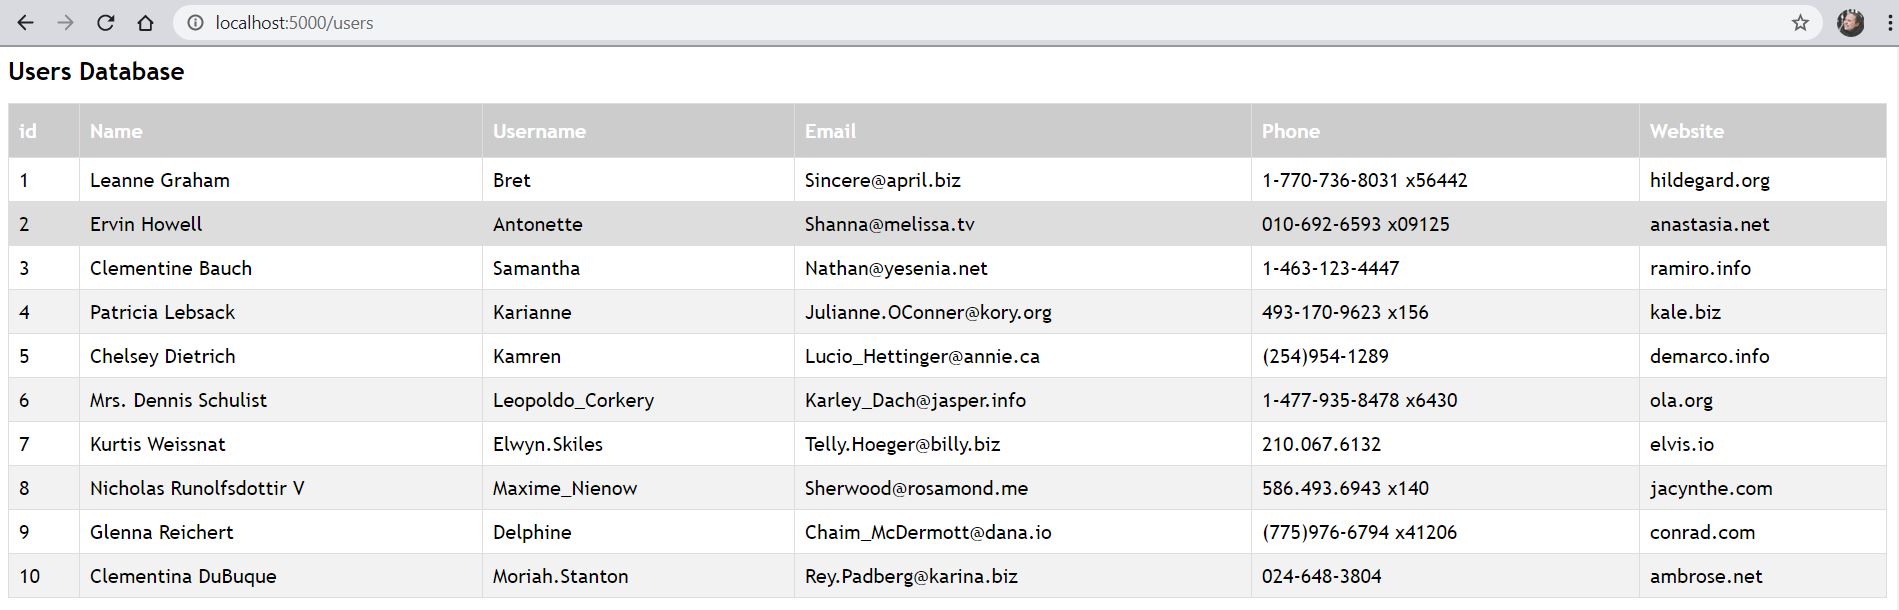 localhost:5000/users
Users Database
id Name Username Email Phone Website
1 Leanne Graham Bret Sincere@april.biz 1-770-736-8031 x56442 hildegard.org
2 Ervin Howell Antonette Shanna@melissa.tv 010-692-6593 x09125 anastasia.net
3 Clementine Bauch Samantha Nathan@yesenia.net 1-463-123-4447 ramiro.info
4 Patricia Lebsack Karianne Julianne.OConner@kory.org 493-170-9623 x156 kale.biz
5 Chelsey Dietrich Kamren Lucio_Hettinger@annie.ca (254)954-1289 demarco.info
6 Mrs. Dennis Schulist Leopoldo_Corkery Karley_Dach@jasper.info 1-477-935-8478 x6430 ola.org
7 Kurtis Weissnat Elwyn.Skiles Telly.Hoeger@billy.biz 210.067.6132 elvis.io
8 Nicholas Runolfsdottir V Maxime_Nienow Sherwood@rosamond.me 586.493.6943 x140 jacynthe.com
9 Glenna Reichert Delphine Chaim_McDermott@dana.io (775)976-6794 x41206 conrad.com
10 Clementina DuBuque Moriah.Stanton Rey.Padberg@karina.biz 024-648-3804 ambrose.net